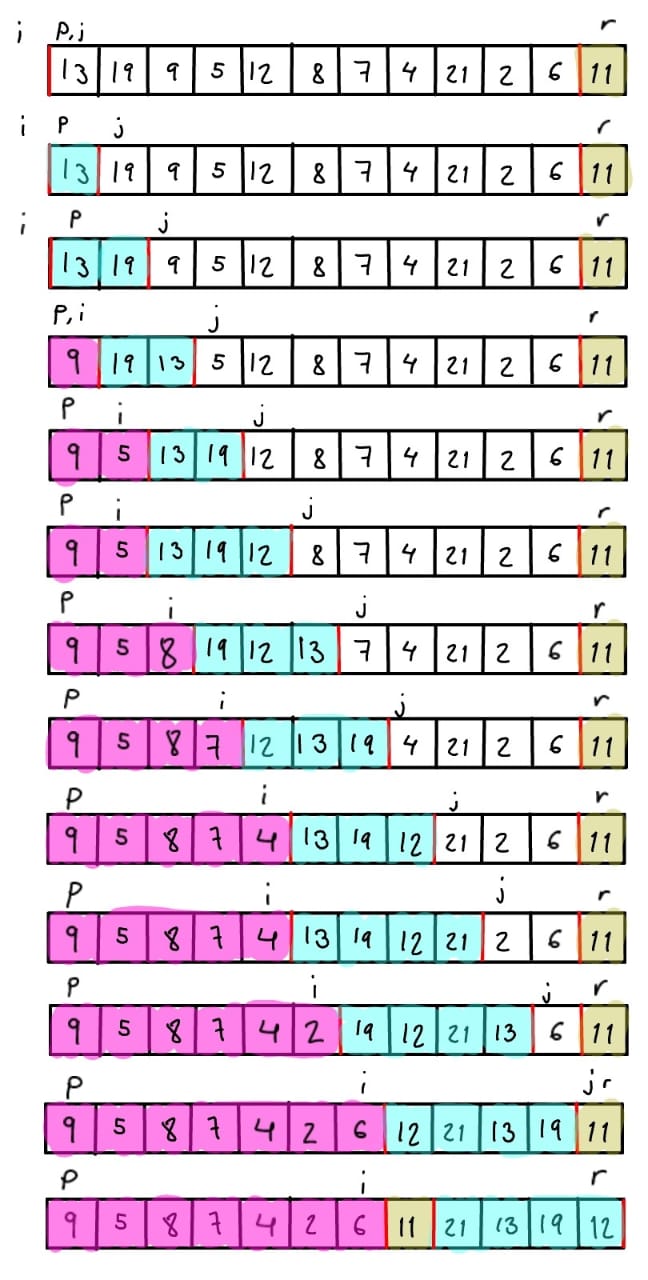 i p,j r
13 19 9 5 12 8 7 4 21 2 6 11
i p j r
13 19 9 5 12 8 7 4 21 2 6 11
i p j r
13 19 9 5 12 8 7 4 21 2 6 11
p,i j r
9 19 13 5 12 8 7 4 21 2 6 11
p i j r
9 5 13 19 12 8 7 4 21 2 6 11
p i j r
9 5 13 19 12 8 7 4 21 2 6 11
p i j r
9 5 8 19 12 13 7 4 21 2 6 11
p i j r
9 5 8 7 12 13 19 4 21 2 6 11
p i j r
9 5 8 7 4 13 19 12 21 2 6 11
p i j r
9 5 8 7 4 13 19 12 21 2 6 11
p i j r
9 5 8 7 4 2 19 12 21 13 6 11
p i j r
9 5 8 7 4 2 6 12 21 13 19 11
p i r
9 5 8 7 4 2 6 11 21 13 19 12